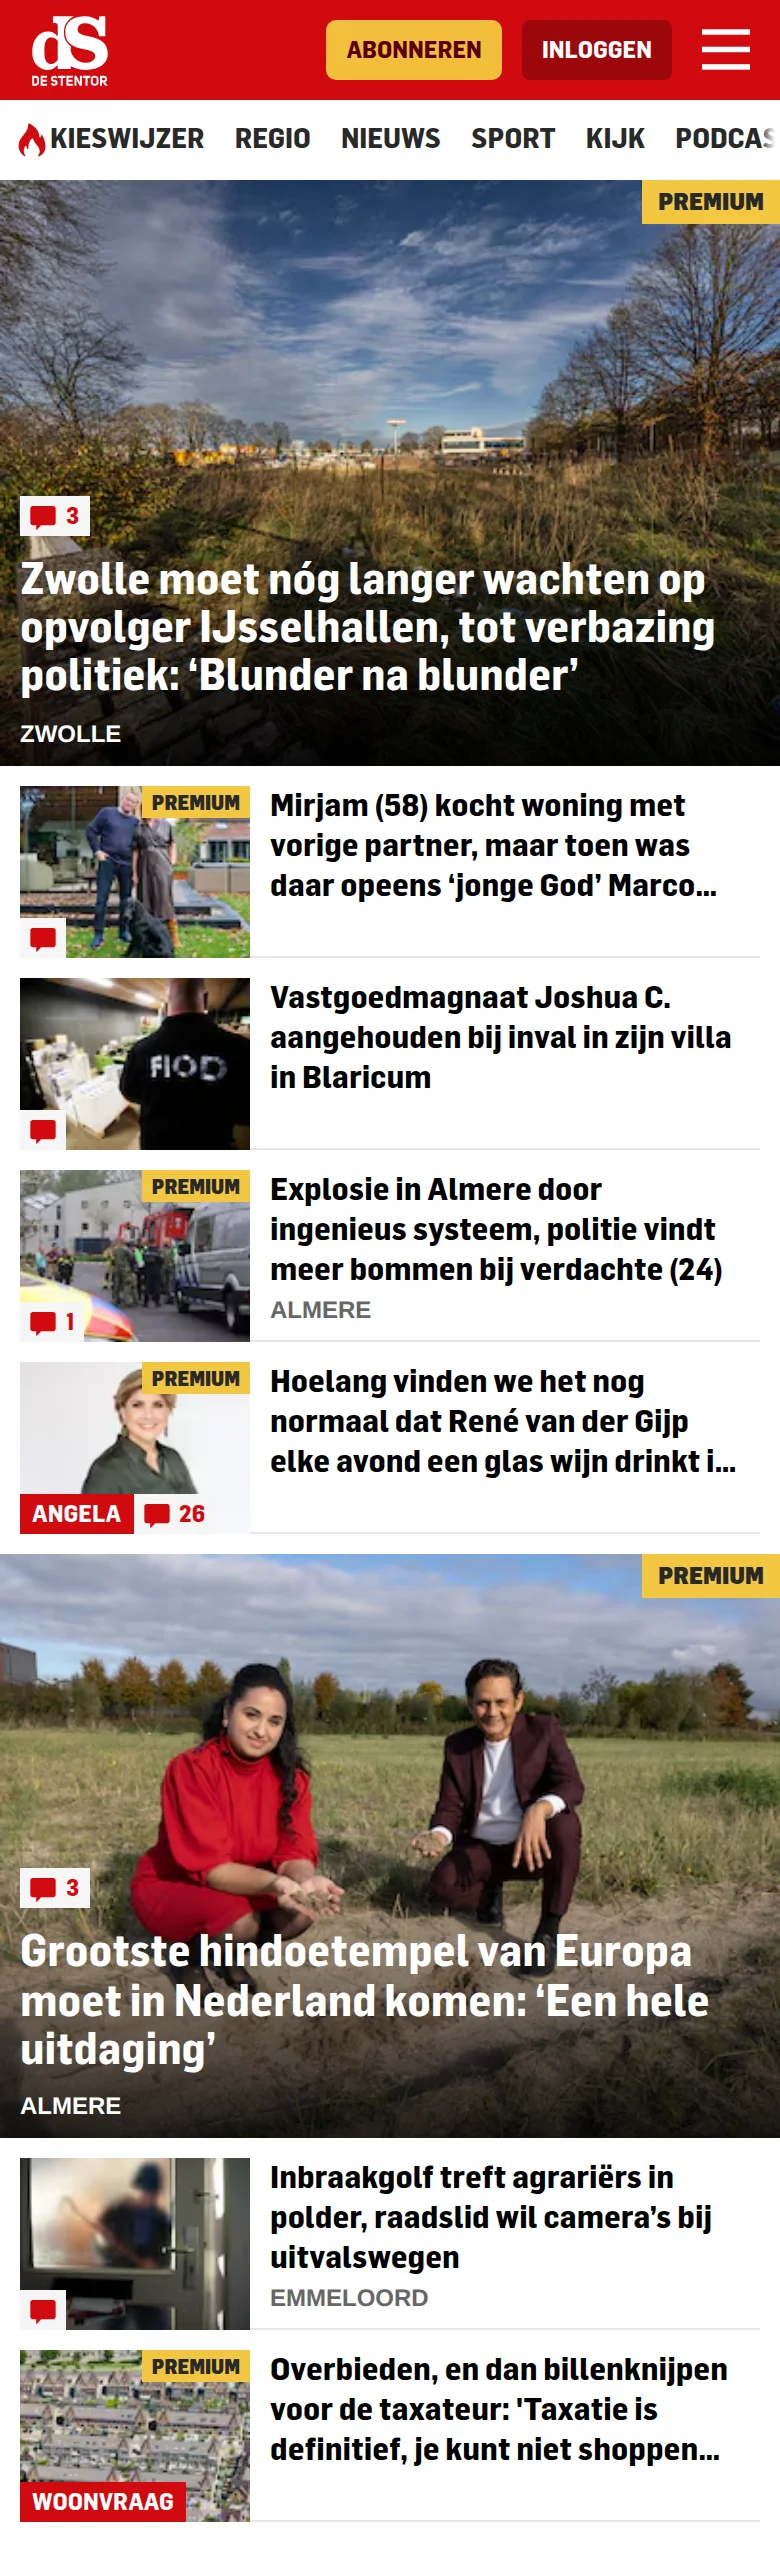 dS
DE STENTOR
ABONNEREN
INLOGGEN
KIESWIJZER REGIO NIEUWS SPORT KIJK PODCAS
PREMIUM
3
Zwolle moet nóg langer wachten op
opvolger IJsselhallen, tot verbazing
politiek: ‘Blunder na blunder’
ZWOLLE
PREMIUM
Mirjam (58) kocht woning met
vorige partner, maar toen was
daar opeens ‘jonge God’ Marco...
FIOD
Vastgoedmagnaat Joshua C.
aangehouden bij inval in zijn villa
in Blaricum
PREMIUM
1
Explosie in Almere door
ingenieus systeem, politie vindt
meer bommen bij verdachte (24)
ALMERE
PREMIUM
ANGELA
26
Hoelang vinden we het nog
normaal dat René van der Gijp
elke avond een glas wijn drinkt i...
PREMIUM
3
Grootste hindoetempel van Europa
moet in Nederland komen: ‘Een hele
uitdaging’
ALMERE
Inbraakgolf treft agrariërs in
polder, raadslid wil camera’s bij
uitvalswegen
EMMELOORD
PREMIUM
WOONVRAAG
Overbieden, en dan billenknijpen
voor de taxateur: 'Taxatie is
definitief, je kunt niet shoppen...